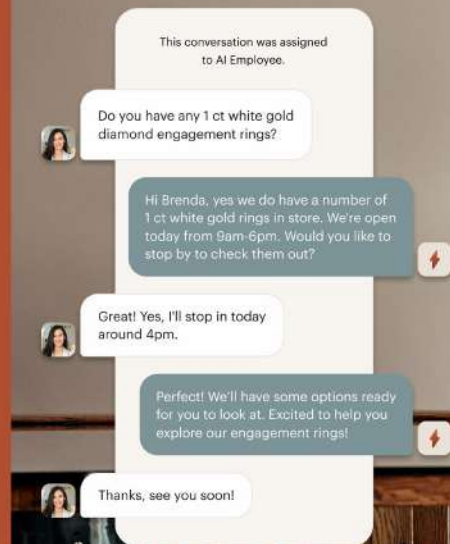 This conversation was assigned
to AI Employee.
Do you have any 1 ct white gold
diamond engagement rings?
Hi Brenda, yes we do have a number of
1 ct white gold rings in store. We're open
today from 9am-6pm. Would you like to
stop by to check them out?
Great! Yes, I'll stop in today
around 4pm.
Perfect! We'll have some options ready
for you to look at. Excited to help you
explore our engagement rings!
Thanks, see you soon!